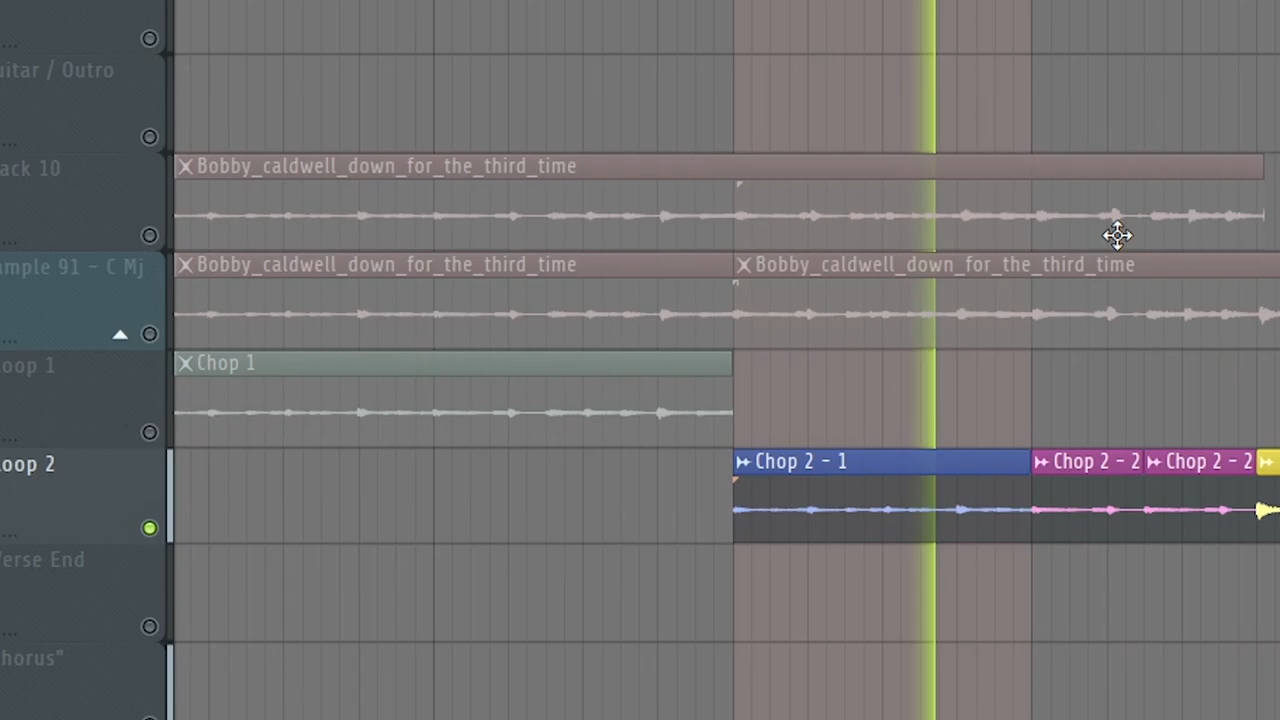 ...
uitar / Outro
...
ack 10
...
ample 91 - C Mj
...
oop 1
...
oop 2
...
erse End
...
horus"
Bobby_caldwell_down_for_the_third_time
Bobby_caldwell_down_for_the_third_time
Bobby_caldwell_down_for_the_third_time
Chop 1
Chop 2 - 1
Chop 2 - 2
Chop 2 - 2